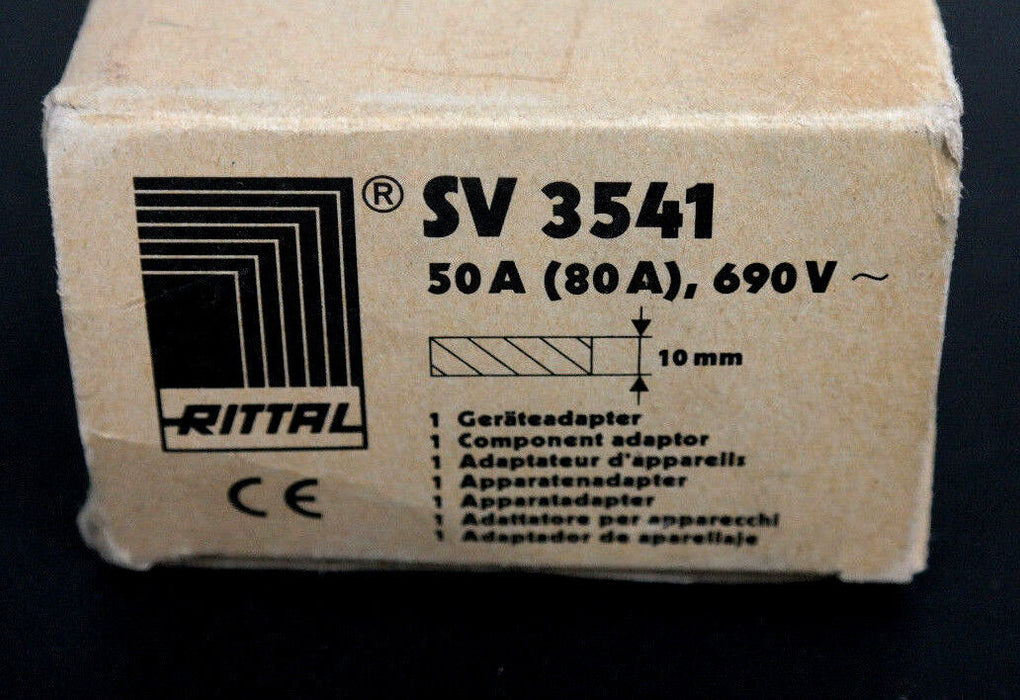 ® SV 3541
50 A (80 A), 690 V ~
10 mm
RITTAL
1 Geräteadapter
1 Component adaptor
1 Adaptateur d'appareils
1 Apparatenadapter
1 Apparatadapter
1 Adattatore per apparecchi
1 Adaptador de aparellaje
CE